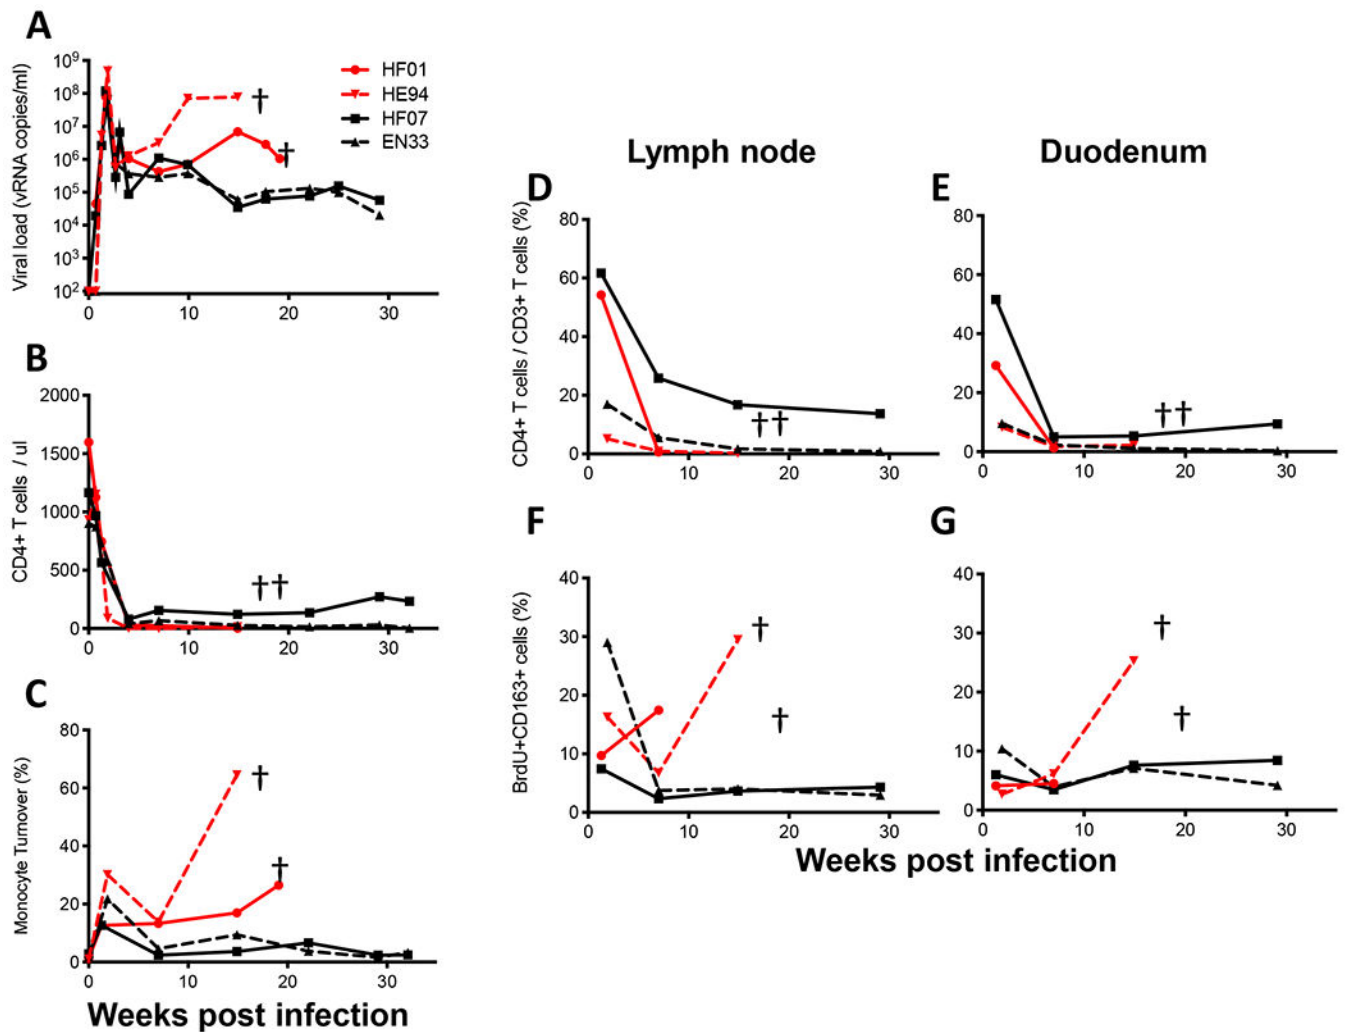 A
Viral load (vRNA copies/ml)
10⁹
10⁸
10⁷
10⁶
10⁵
10⁴
10³
10²
0 10 20 30
HF01
HE94
HF07
EN33
†
†
B
CD4+ T cells / ul
2000
1500
1000
500
0
0 10 20 30
††
C
Monocyte Turnover (%)
80
60
40
20
0
0 10 20 30
†
†
Weeks post infection
Lymph node
Duodenum
D
CD4+ T cells / CD3+ T cells (%)
80
60
40
20
0
0 10 20 30
††
E
80
60
40
20
0
0 10 20 30
††
F
BrdU+CD163+ cells (%)
40
30
20
10
0
0 10 20 30
†
†
G
40
30
20
10
0
0 10 20 30
†
†
Weeks post infection